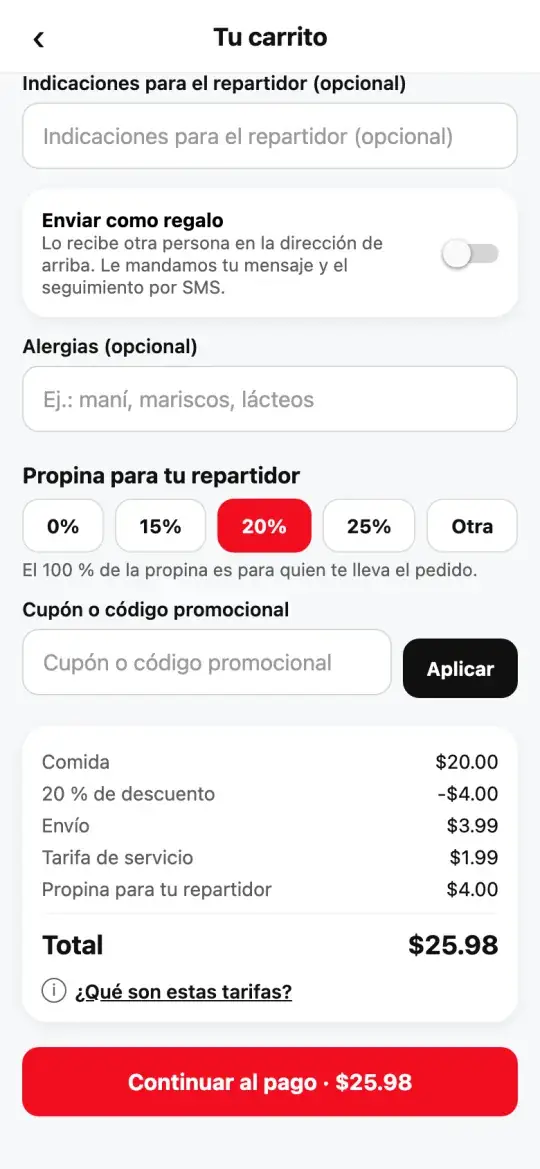 Tu carrito
Indicaciones para el repartidor (opcional)
Indicaciones para el repartidor (opcional)
Enviar como regalo
Lo recibe otra persona en la dirección de
arriba. Le mandamos tu mensaje y el
seguimiento por SMS.
Alergias (opcional)
Ej.: maní, mariscos, lácteos
Propina para tu repartidor
0% 15% 20% 25% Otra
El 100 % de la propina es para quien te lleva el pedido.
Cupón o código promocional
Cupón o código promocional Aplicar
Comida $20.00
20 % de descuento -$4.00
Envío $3.99
Tarifa de servicio $1.99
Propina para tu repartidor $4.00
Total $25.98
¿Qué son estas tarifas?
Continuar al pago · $25.98